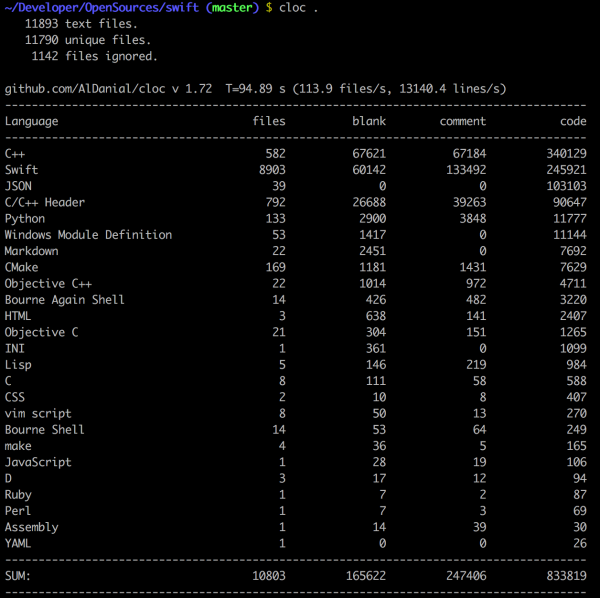 ~/Developer/OpenSources/swift (master) $ cloc .
11893 text files.
11790 unique files.
1142 files ignored.
github.com/AlDanial/cloc v 1.72 T=94.89 s (113.9 files/s, 13140.4 lines/s)
-------------------------------------------------------------------------------
Language files blank comment code
-------------------------------------------------------------------------------
C++ 582 67621 67184 340129
Swift 8903 60142 133492 245921
JSON 39 0 0 103103
C/C++ Header 792 26688 39263 90647
Python 133 2900 3848 11777
Windows Module Definition 53 1417 0 11144
Markdown 22 2451 0 7692
CMake 169 1181 1431 7629
Objective C++ 22 1014 972 4711
Bourne Again Shell 14 426 482 3220
HTML 3 638 141 2407
Objective C 21 304 151 1265
INI 1 361 0 1099
Lisp 5 146 219 984
C 8 111 58 588
CSS 2 10 8 407
vim script 8 50 13 270
Bourne Shell 14 53 64 249
make 4 36 5 165
JavaScript 1 28 19 106
D 3 17 12 94
Ruby 1 7 2 87
Perl 1 7 3 69
Assembly 1 14 39 30
YAML 1 0 0 26
-------------------------------------------------------------------------------
SUM: 10803 165622 247406 833819
-------------------------------------------------------------------------------